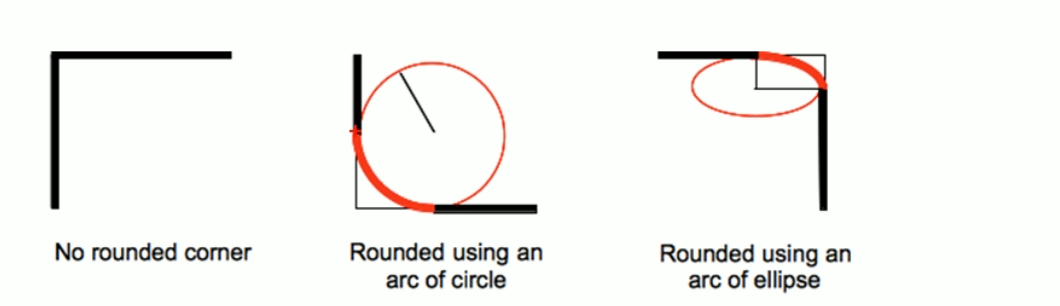 No rounded corner
Rounded using an
arc of circle
Rounded using an
arc of ellipse